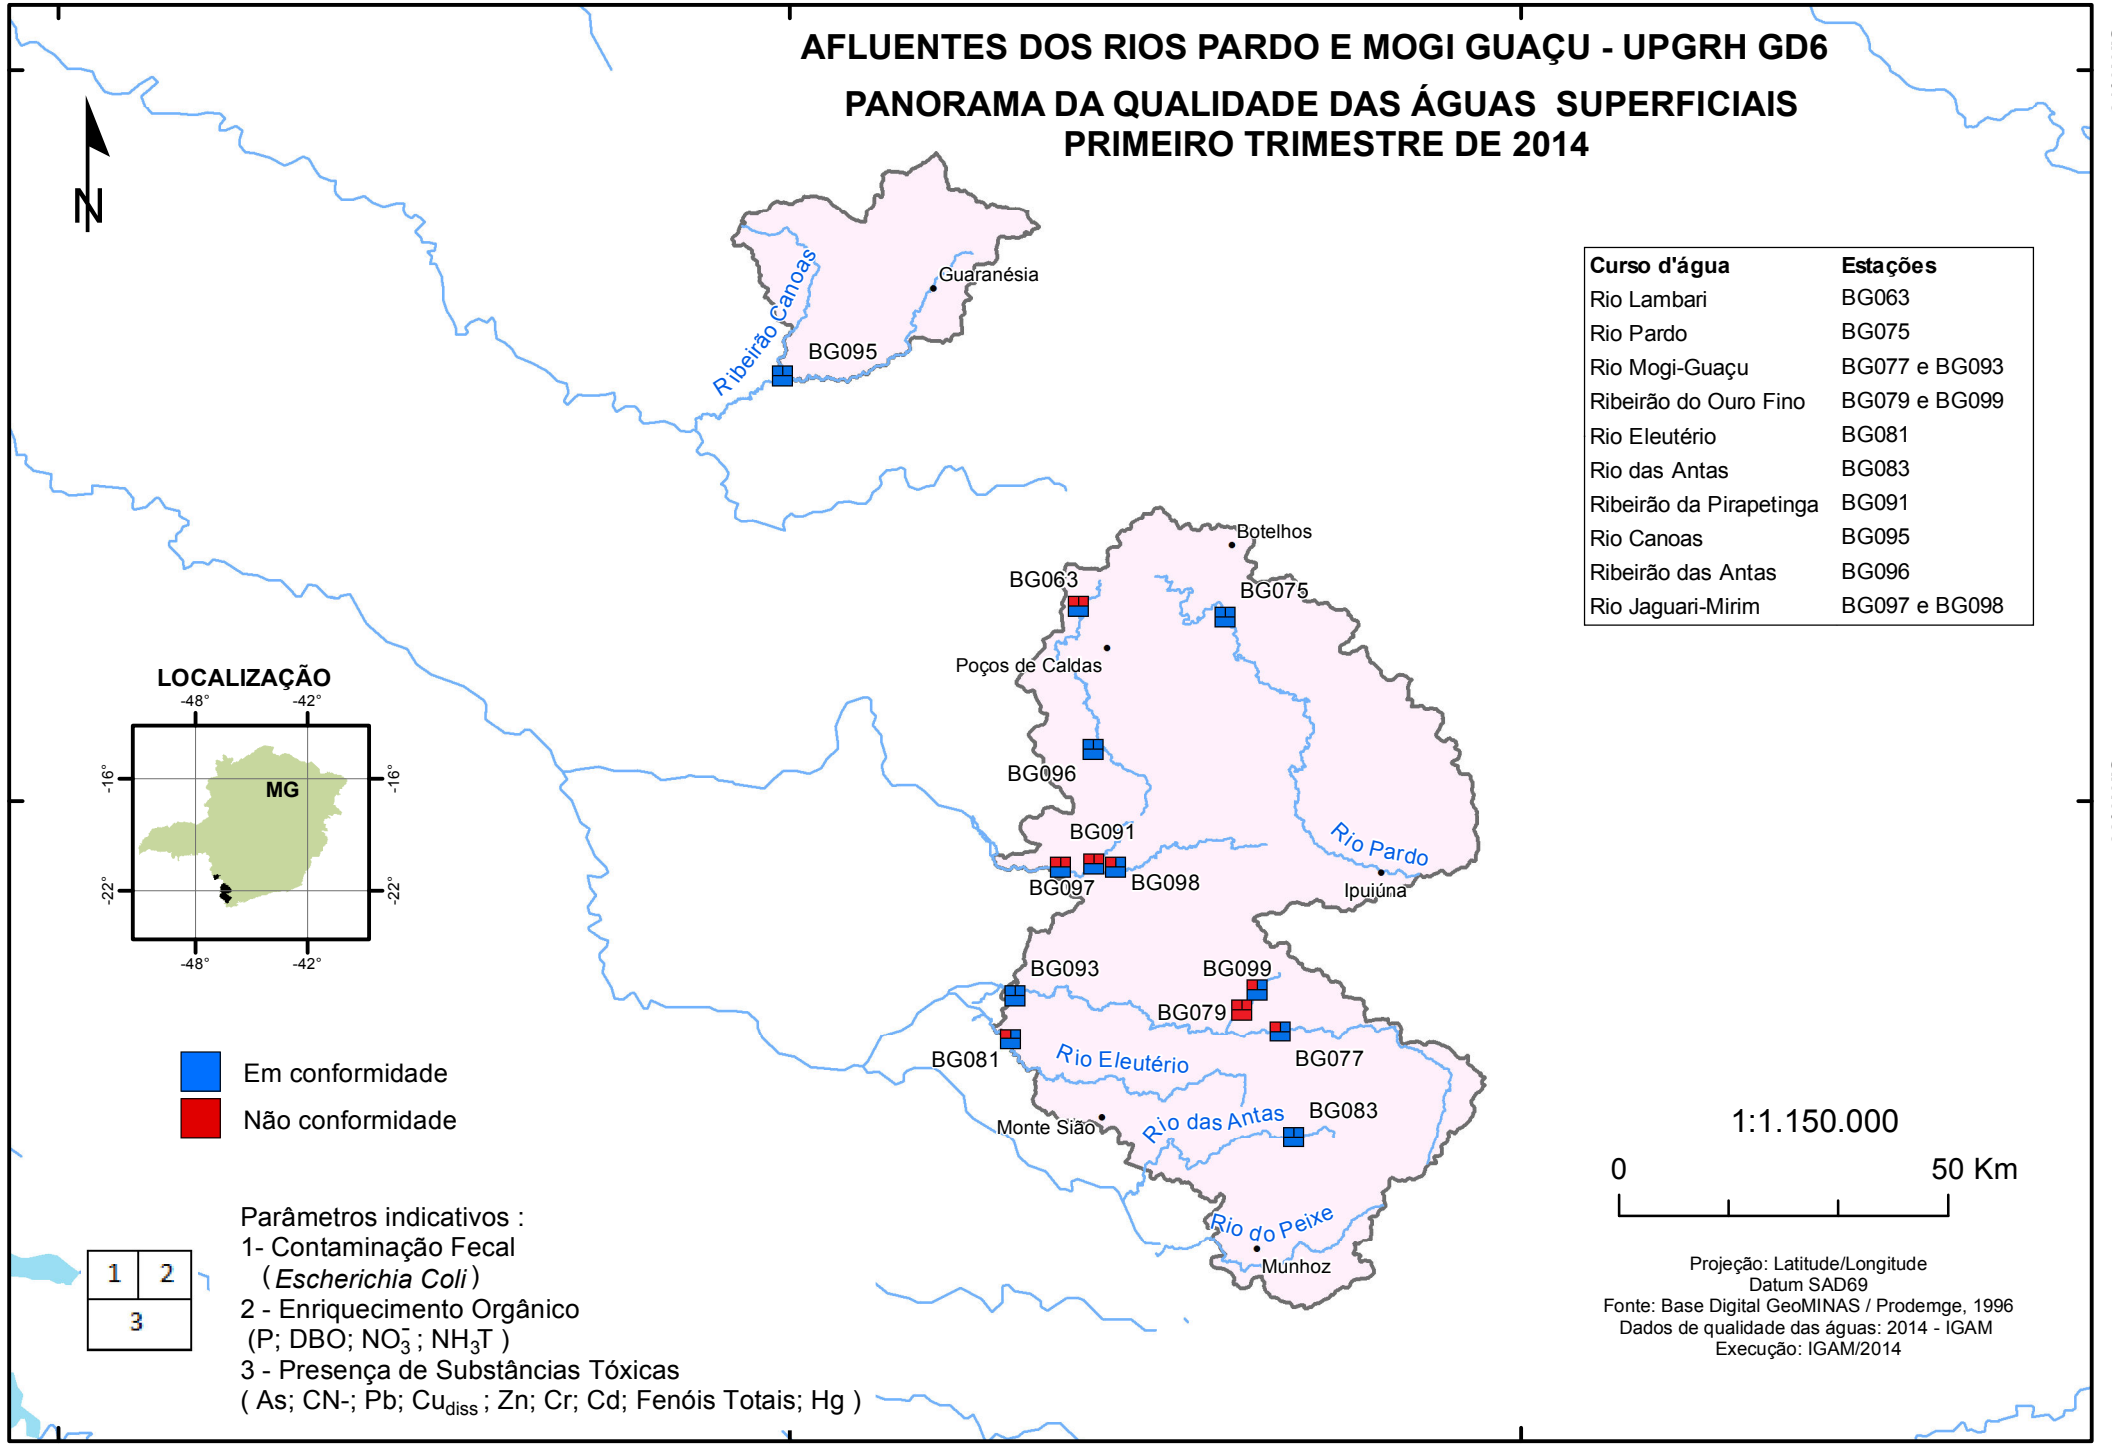 AFLUENTES DOS RIOS PARDO E MOGI GUAÇU - UPGRH GD6
PANORAMA DA QUALIDADE DAS ÁGUAS SUPERFICIAIS
PRIMEIRO TRIMESTRE DE 2014
N
Curso d'água Estações
Rio Lambari BG063
Rio Pardo BG075
Rio Mogi-Guaçu BG077 e BG093
Ribeirão do Ouro Fino BG079 e BG099
Rio Eleutério BG081
Rio das Antas BG083
Ribeirão da Pirapetinga BG091
Rio Canoas BG095
Ribeirão das Antas BG096
Rio Jaguari-Mirim BG097 e BG098
Guaranésia
Ribeirão Canoas
BG095
Botelhos
BG063
BG075
Poços de Caldas
BG096
BG091
Rio Pardo
BG097
BG098
Ipuiúna
BG093
BG099
BG079
BG081
Rio Eleutério
BG077
BG083
Monte Sião
Rio das Antas
Rio do Peixe
Munhoz
LOCALIZAÇÃO
-48° -42°
-16° MG -16°
-22° -22°
-48° -42°
Em conformidade
Não conformidade
Parâmetros indicativos :
1- Contaminação Fecal
( Escherichia Coli )
2 - Enriquecimento Orgânico
(P; DBO; NO₃⁻ ; NH₃T )
3 - Presença de Substâncias Tóxicas
( As; CN-; Pb; Cudiss ; Zn; Cr; Cd; Fenóis Totais; Hg )
1 2
3
1:1.150.000
0 50 Km
Projeção: Latitude/Longitude
Datum SAD69
Fonte: Base Digital GeoMINAS / Prodemge, 1996
Dados de qualidade das águas: 2014 - IGAM
Execução: IGAM/2014